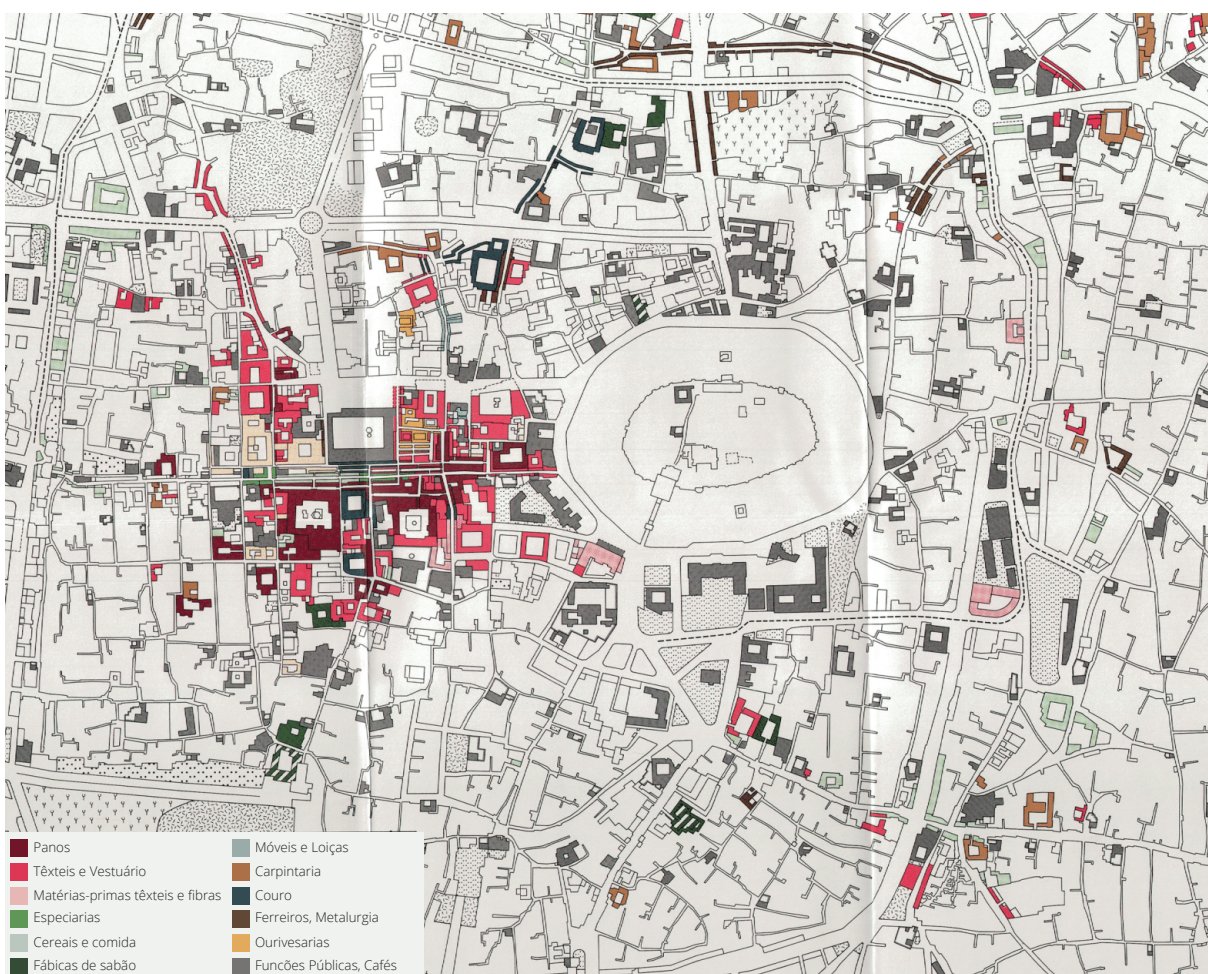 Panos
Têxteis e Vestuário
Matérias-primas têxteis e fibras
Especiarias
Cereais e comida
Fábicas de sabão
Móveis e Loiças
Carpintaria
Couro
Ferreiros, Metalurgia
Ourivesarias
Funcões Públicas, Cafés